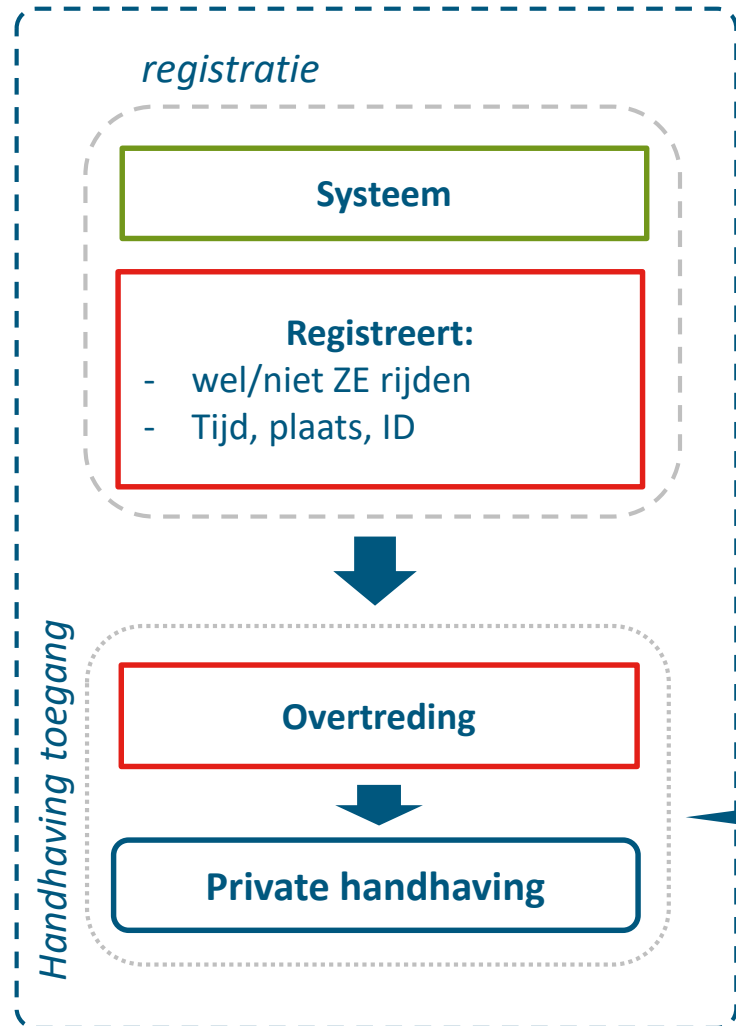 registratie
Systeem
Registreert:
- wel/niet ZE rijden
- Tijd, plaats, ID
Handhaving toegang
Overtreding
Private handhaving